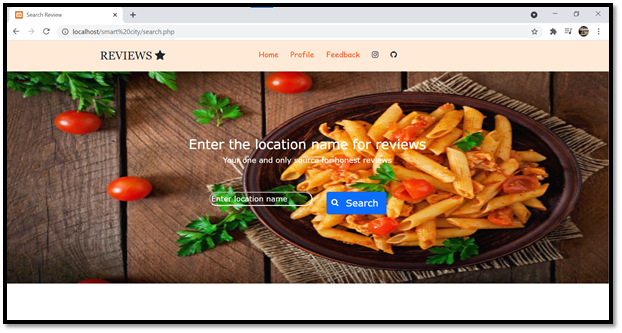 Search Review
localhost/smart%20city/search.php
REVIEWS
Home Profile Feedback
Enter the location name for reviews
Your one and only source for honest reviews
Enter location name
Search